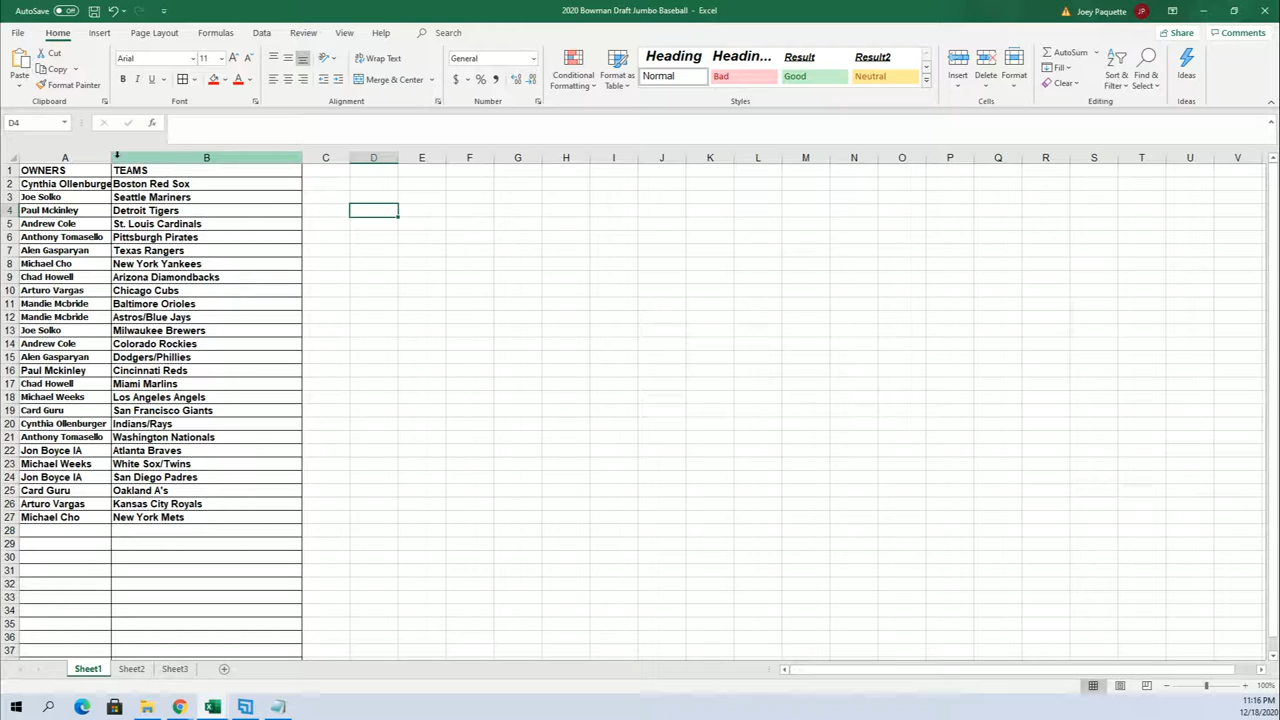 AutoSave Off 2020 Bowman Draft Jumbo Baseball - Excel Joey Paquette JP
File Home Insert Page Layout Formulas Data Review View Help Search Share Comments
Paste Cut Copy Format Painter Clipboard
Arial 11 A A B I U A Font
Wrap Text Merge & Center Alignment
General $ % , Number
Conditional Formatting Format as Table
Heading Headin... Result Result2
Normal Bad Good Neutral Styles
Insert Delete Format Cells
AutoSum Fill Clear Sort & Filter Find & Select Editing
Ideas Ideas
D4 fx
A B C D E F G H I J K L M N O P Q R S T U V
1 OWNERS TEAMS
2 Cynthia Ollenburge Boston Red Sox
3 Joe Solko Seattle Mariners
4 Paul Mckinley Detroit Tigers
5 Andrew Cole St. Louis Cardinals
6 Anthony Tomasello Pittsburgh Pirates
7 Alen Gasparyan Texas Rangers
8 Michael Cho New York Yankees
9 Chad Howell Arizona Diamondbacks
10 Arturo Vargas Chicago Cubs
11 Mandie Mcbride Baltimore Orioles
12 Mandie Mcbride Astros/Blue Jays
13 Joe Solko Milwaukee Brewers
14 Andrew Cole Colorado Rockies
15 Alen Gasparyan Dodgers/Phillies
16 Paul Mckinley Cincinnati Reds
17 Chad Howell Miami Marlins
18 Michael Weeks Los Angeles Angels
19 Card Guru San Francisco Giants
20 Cynthia Ollenburger Indians/Rays
21 Anthony Tomasello Washington Nationals
22 Jon Boyce IA Atlanta Braves
23 Michael Weeks White Sox/Twins
24 Jon Boyce IA San Diego Padres
25 Card Guru Oakland A's
26 Arturo Vargas Kansas City Royals
27 Michael Cho New York Mets
28
29
30
31
32
33
34
35
36
37
Sheet1 Sheet2 Sheet3
100%
11:16 PM
12/18/2020